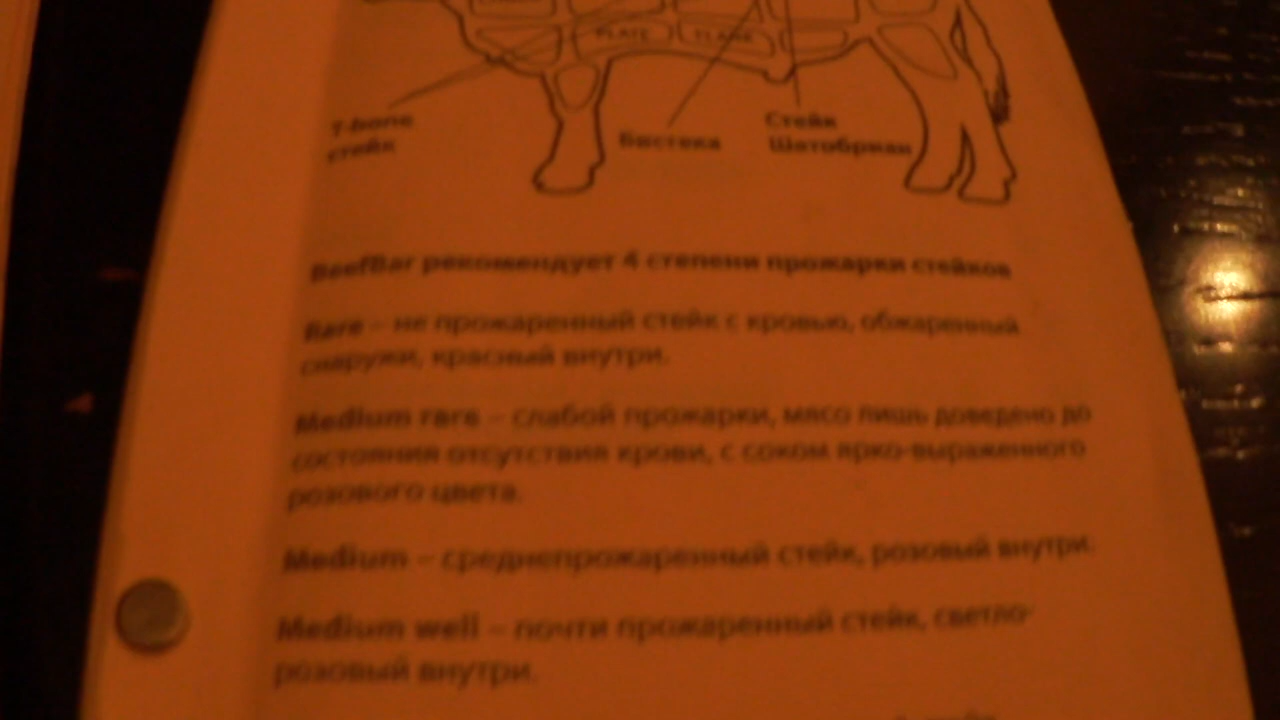 PLATE FLANK
T-bone
стейк
Бистека
Стейк
Шатобриан
BeefBar рекомендует 4 степени прожарки стейков
Rare – не прожаренный стейк с кровью, обжаренный
снаружи, красный внутри.
Medium rare – слабой прожарки, мясо лишь доведено до
состояния отсутствия крови, с соком ярко-выраженного
розового цвета.
Medium – среднепрожаренный стейк, розовый внутри.
Medium well – почти прожаренный стейк, светло-
розовый внутри.